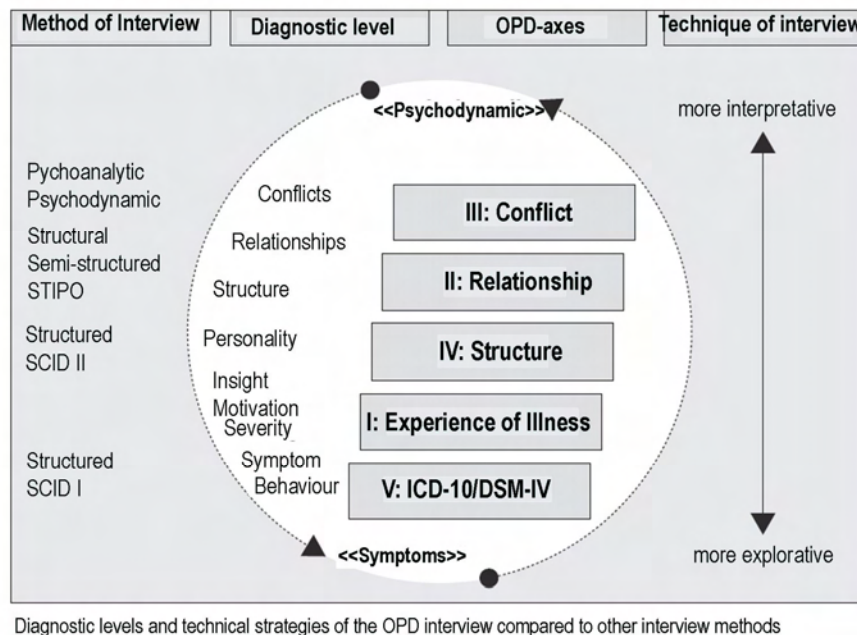 Method of Interview
Diagnostic level
OPD-axes
Technique of interview
<<Psychodynamic>>
more interpretative
Pychoanalytic
Psychodynamic
Conflicts
III: Conflict
Structural
Semi-structured
STIPO
Relationships
II: Relationship
Structure
Structured
SCID II
Personality
IV: Structure
Insight
Motivation
Severity
I: Experience of Illness
Structured
SCID I
Symptom
Behaviour
V: ICD-10/DSM-IV
<<Symptoms>>
more explorative
Diagnostic levels and technical strategies of the OPD interview compared to other interview methods